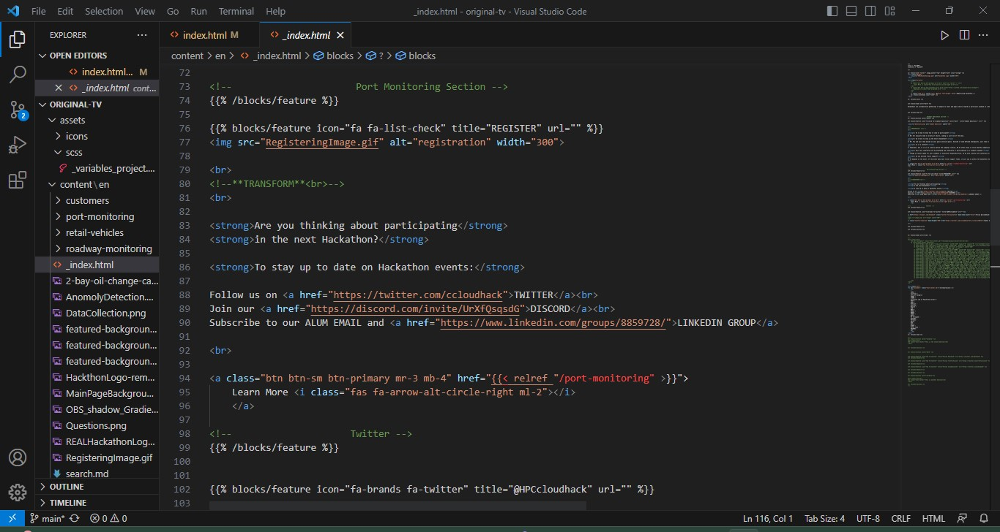 File Edit Selection View Go Run Terminal Help
_index.html - original-tv - Visual Studio Code
EXPLORER
OPEN EDITORS
index.html... M
_index.html cont...
ORIGINAL-TV
assets
icons
scss
_variables_project....
content\en
customers
port-monitoring
retail-vehicles
roadway-monitoring
_index.html
2-bay-oil-change-ca...
AnomolyDetection....
DataCollection.png
featured-backgroun...
featured-backgroun...
featured-backgroun...
HackthonLogo-rem...
MainPageBackgrou...
OBS_shadow_Gradie...
Questions.png
REALHackathonLog...
RegisteringImage.gif
search.md
OUTLINE
TIMELINE
2
index.html M
_index.html
content > en > _index.html > blocks > ? > blocks
72
73 <!-- Port Monitoring Section -->
74 {{% /blocks/feature %}}
75
76 {{% blocks/feature icon="fa fa-list-check" title="REGISTER" url="" %}}
77 <img src="RegisteringImage.gif" alt="registration" width="300">
78
79 <br>
80 <!--**TRANSFORM**<br>-->
81 <br>
82
83 <strong>Are you thinking about participating</strong>
84 <strong>in the next Hackathon?</strong>
85
86 <strong>To stay up to date on Hackathon events:</strong>
87
88 Follow us on <a href="https://twitter.com/ccloudhack">TWITTER</a><br>
89 Join our <a href="https://discord.com/invite/UrXfQsqsdG">DISCORD</a><br>
90 Subscribe to our ALUM EMAIL and <a href="https://www.linkedin.com/groups/8859728/">LINKEDIN GROUP</a>
91
92 <br>
93
94 <a class="btn btn-sm btn-primary mr-3 mb-4" href="{{< relref "/port-monitoring" >}}">
95 Learn More <i class="fas fa-arrow-alt-circle-right ml-2"></i>
96 </a>
97
98 <!-- Twitter -->
99 {{% /blocks/feature %}}
100
101
102 {{% blocks/feature icon="fa-brands fa-twitter" title="@HPCcloudhack" url="" %}}
103
main* 0 0
Ln 116, Col 1 Tab Size: 4 UTF-8 CRLF HTML